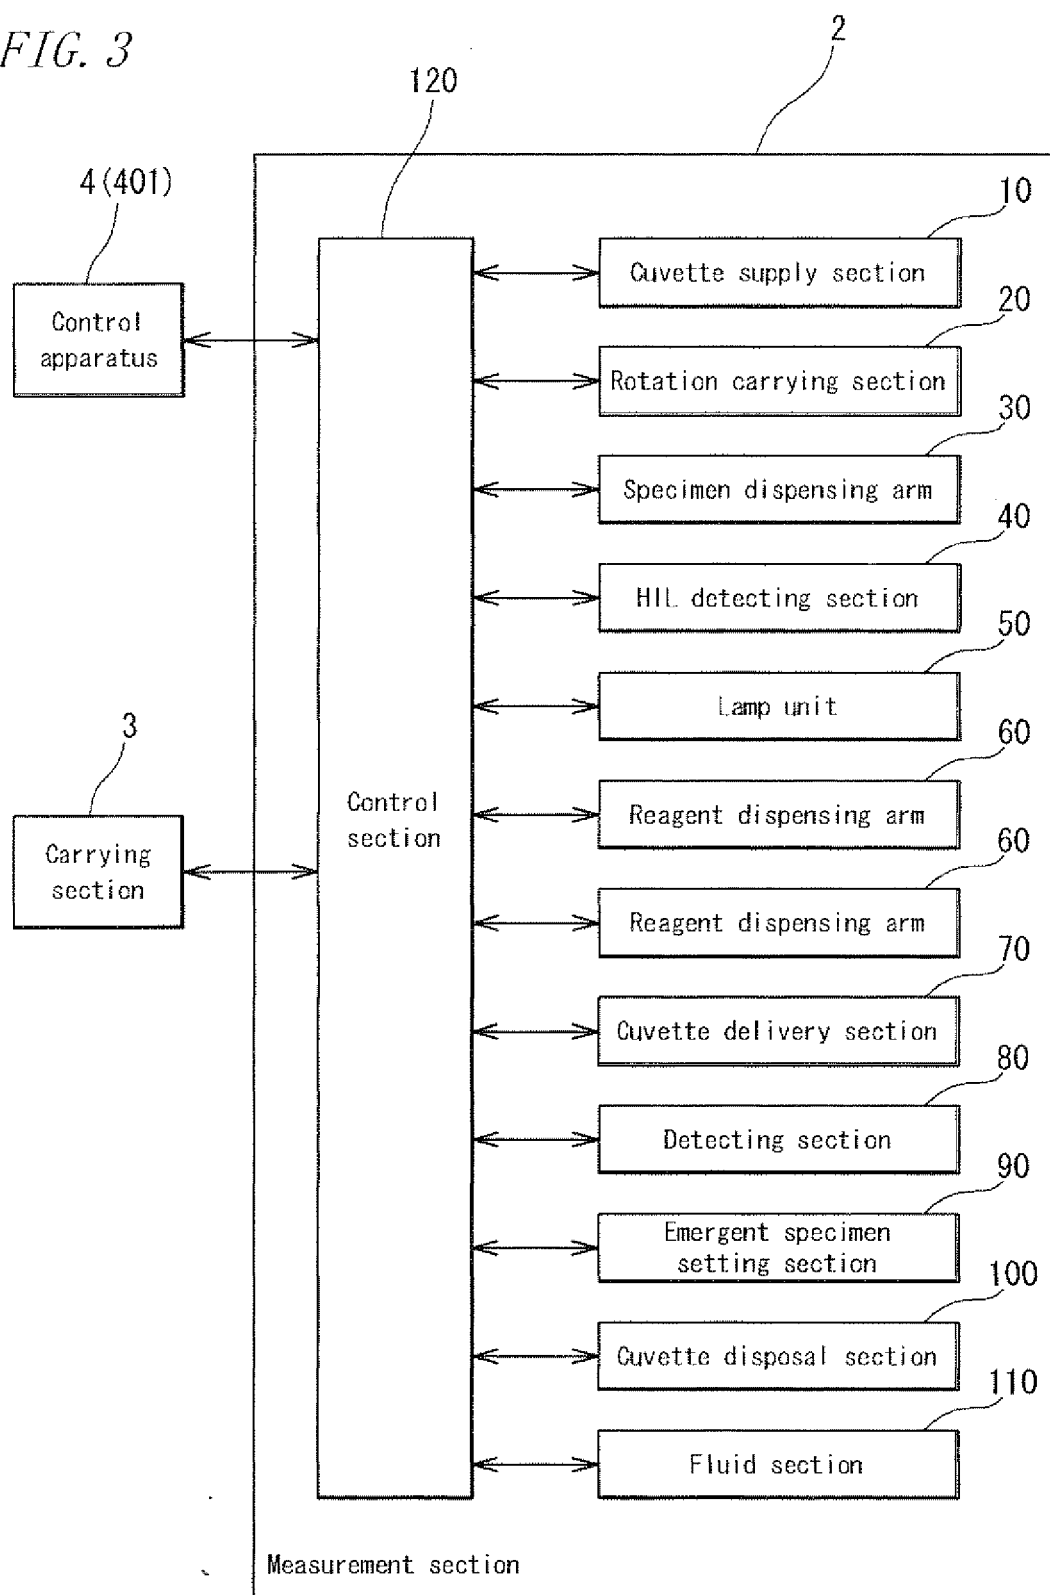 FIG. 3
2
120
4(401)
10
Cuvette supply section
20
Control
apparatus
Rotation carrying section
30
Specimen dispensing arm
40
HIL detecting section
50
Lamp unit
3
60
Control
section
Reagent dispensing arm
Carrying
section
60
Reagent dispensing arm
70
Cuvette delivery section
80
Detecting section
90
Emergent specimen
setting section
100
Cuvette disposal section
110
Fluid section
Measurement section